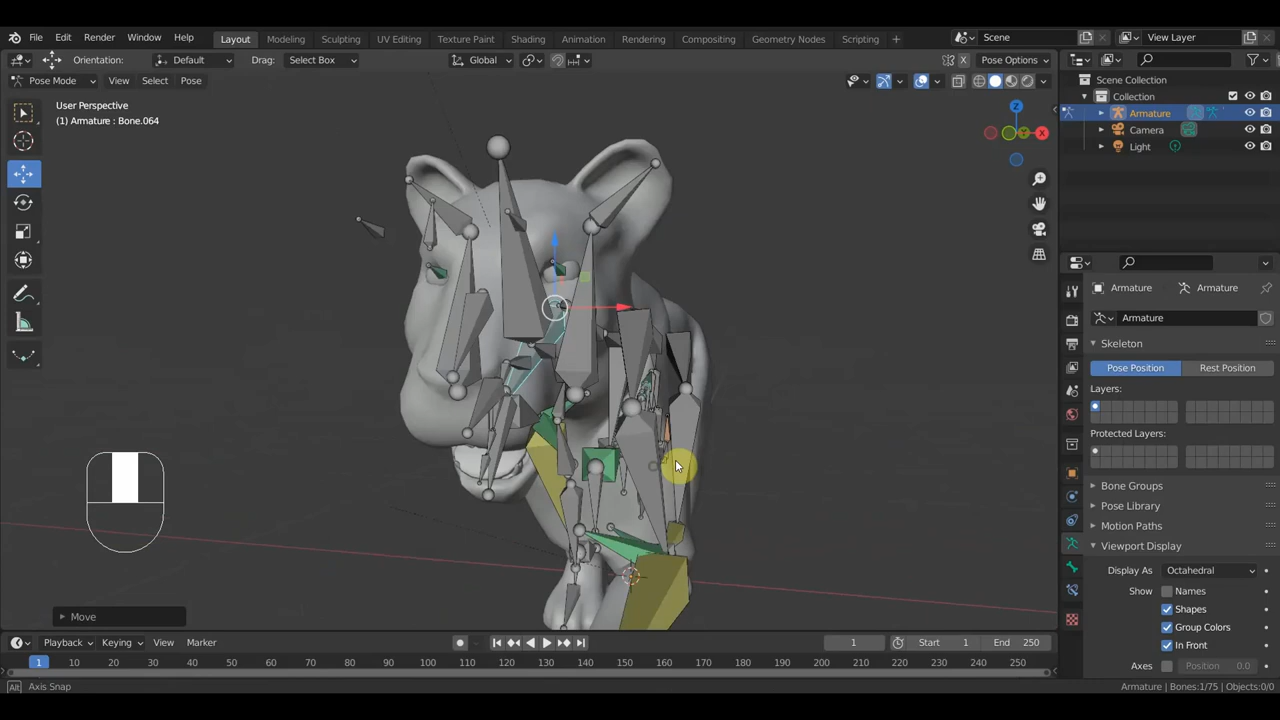 File Edit Render Window Help Layout Modeling Sculpting UV Editing Texture Paint Shading Animation Rendering Compositing Geometry Nodes Scripting + Scene View Layer
Orientation: Default Drag: Select Box Global X Pose Options
Pose Mode View Select Pose
User Perspective
(1) Armature : Bone.064
Z
Y X
Scene Collection
Collection
Armature
Camera
Light
Armature Armature
Armature
Skeleton
Pose Position Rest Position
Layers:
Protected Layers:
Bone Groups
Pose Library
Motion Paths
Viewport Display
Display As Octahedral
Show Names
Shapes
Group Colors
In Front
Axes Position 0.0
Move
Playback Keying View Marker 1 Start 1 End 250
1 10 20 30 40 50 60 70 80 90 100 110 120 130 140 150 160 170 180 190 200 210 220 230 240 250
Alt Axis Snap Armature | Bones:1/75 | Objects:0/0